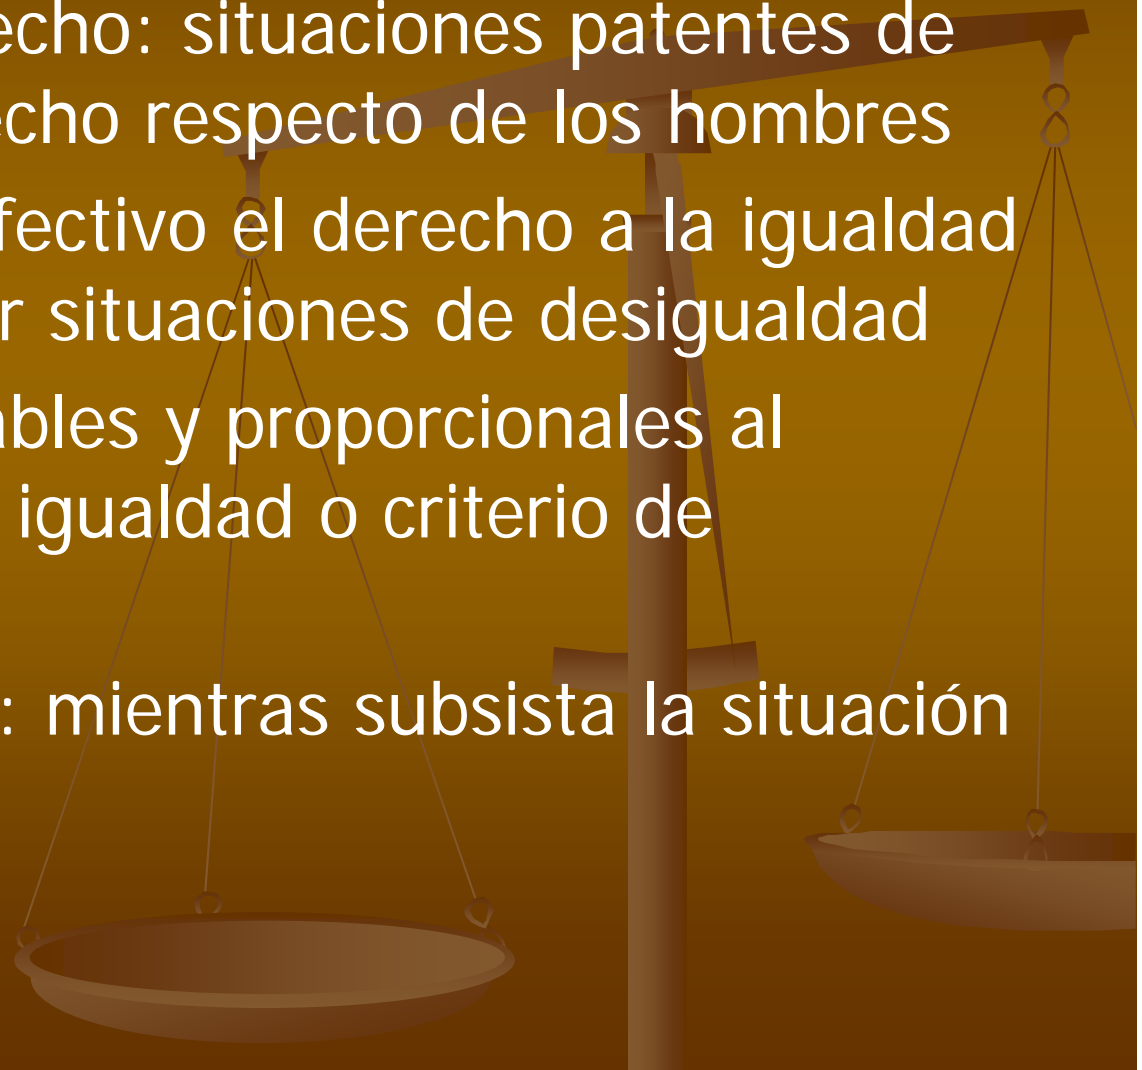 echo: situaciones patentes de
echo respecto de los hombres
fectivo el derecho a la igualdad
r situaciones de desigualdad
ables y proporcionales al
igualdad o criterio de
: mientras subsista la situación